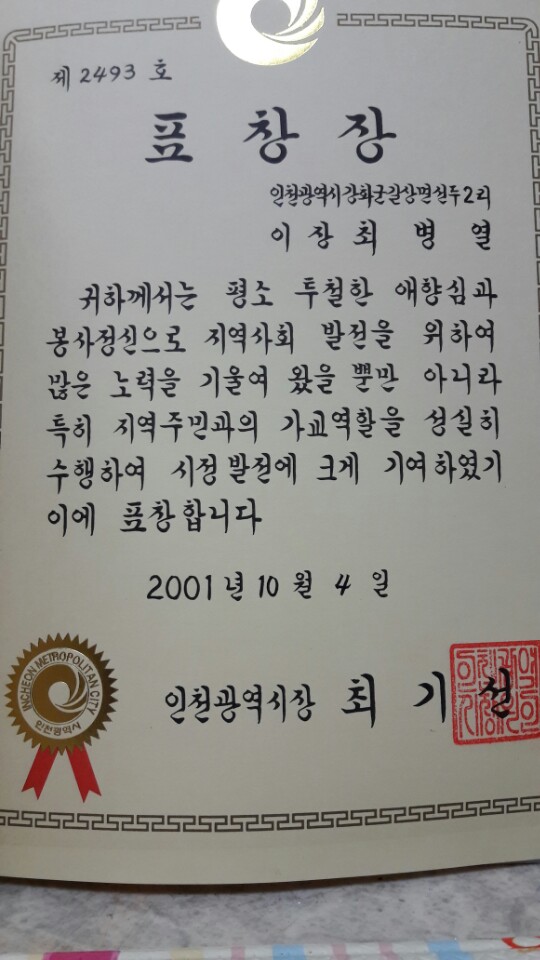 제 2493 호
표 창 장
인천광역시강화군길상면선두2리
이 장 최 병 열
귀하께서는 평소 투철한 애향심과
봉사정신으로 지역사회 발전을 위하여
많은 노력을 기울여 왔을 뿐만 아니라
특히 지역주민과의 가교역할을 성실히
수행하여 시정발전에 크게 기여하였기
이에 표창합니다
2001 년 10 월 4 일
INCHEON METROPOLITAN CITY
인천광역시
인천광역시장 최 기 선